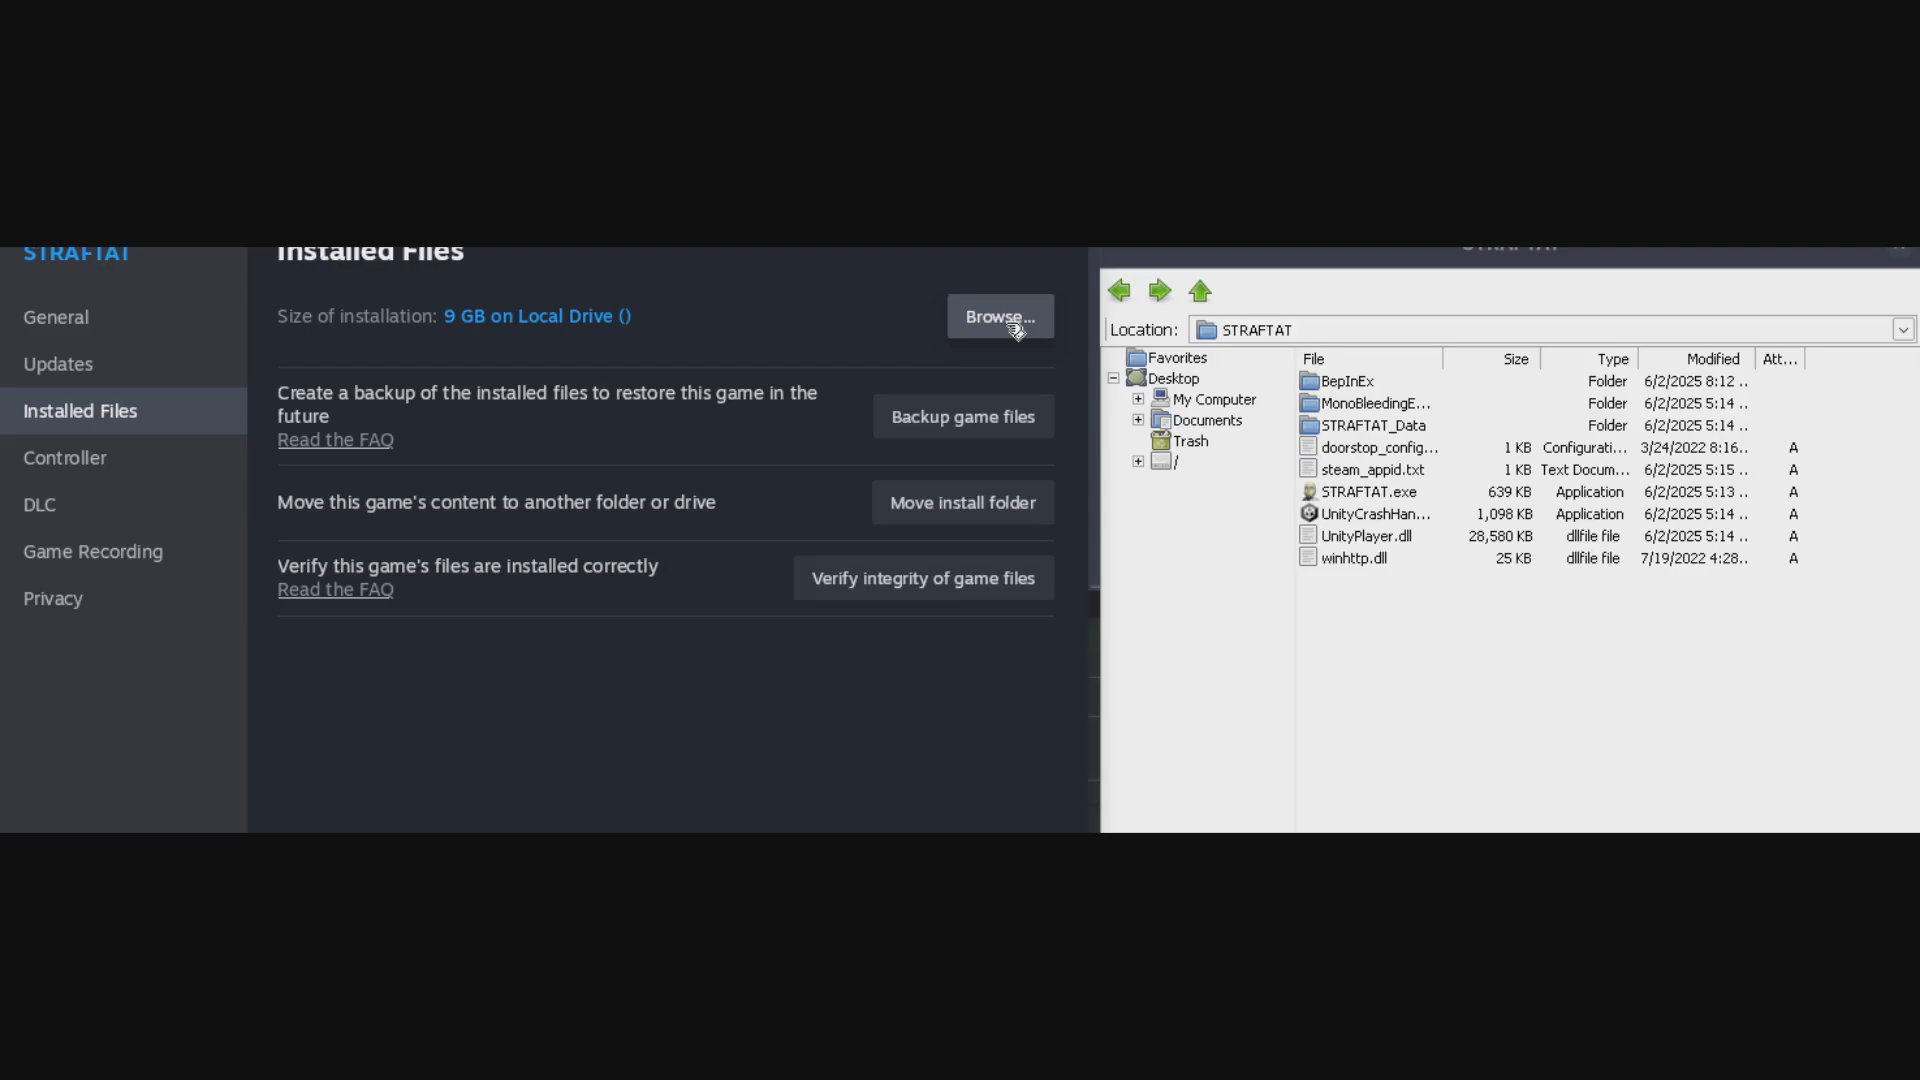 STRAFTAT
General
Updates
Installed Files
Controller
DLC
Game Recording
Privacy
Installed Files
Size of installation: 9 GB on Local Drive ()
Browse...
Create a backup of the installed files to restore this game in the
future
Read the FAQ
Backup game files
Move this game's content to another folder or drive
Move install folder
Verify this game's files are installed correctly
Read the FAQ
Verify integrity of game files
STRAFTAT
Location: STRAFTAT
Favorites
Desktop
My Computer
Documents
Trash
/
File Size Type Modified Att...
BepInEx Folder 6/2/2025 8:12 ..
MonoBleedingE... Folder 6/2/2025 5:14 ..
STRAFTAT_Data Folder 6/2/2025 5:14 ..
doorstop_config... 1 KB Configurati... 3/24/2022 8:16.. A
steam_appid.txt 1 KB Text Docum... 6/2/2025 5:15 .. A
STRAFTAT.exe 639 KB Application 6/2/2025 5:13 .. A
UnityCrashHan... 1,098 KB Application 6/2/2025 5:14 .. A
UnityPlayer.dll 28,580 KB dllfile file 6/2/2025 5:14 .. A
winhttp.dll 25 KB dllfile file 7/19/2022 4:28.. A